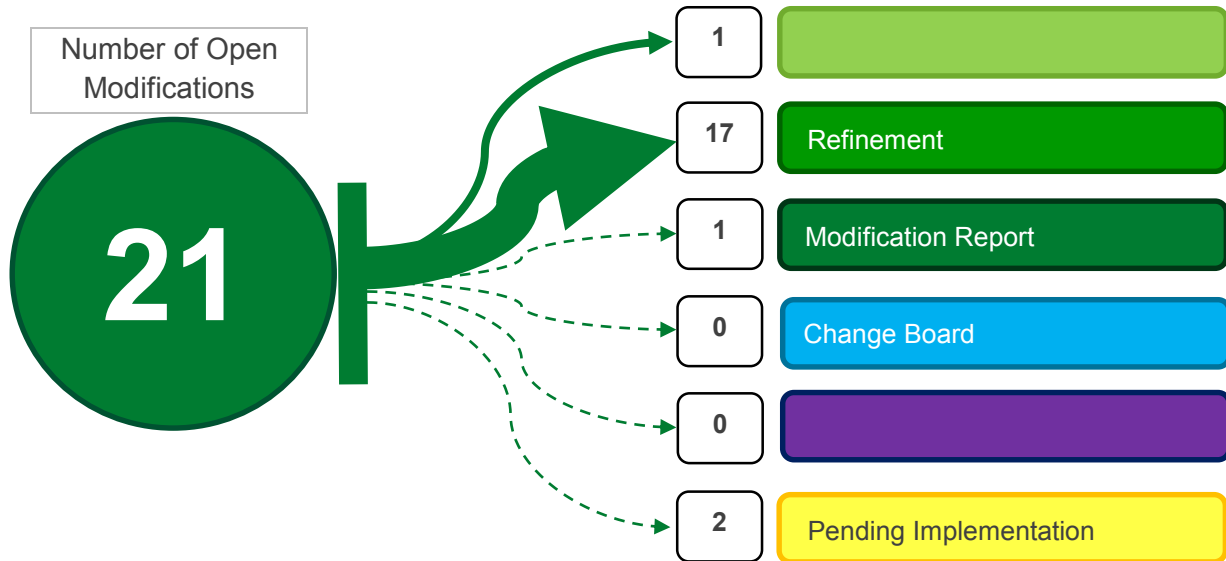 Number of Open
Modifications
21
1
17
Refinement
1
Modification Report
0
Change Board
0
2
Pending Implementation